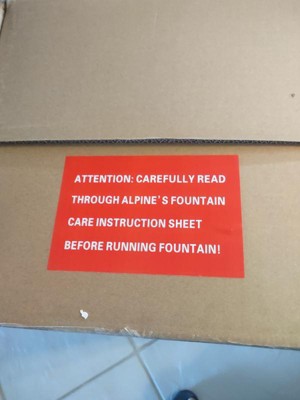 ATTENTION: CAREFULLY READ
THROUGH ALPINE'S FOUNTAIN
CARE INSTRUCTION SHEET
BEFORE RUNNING FOUNTAIN!